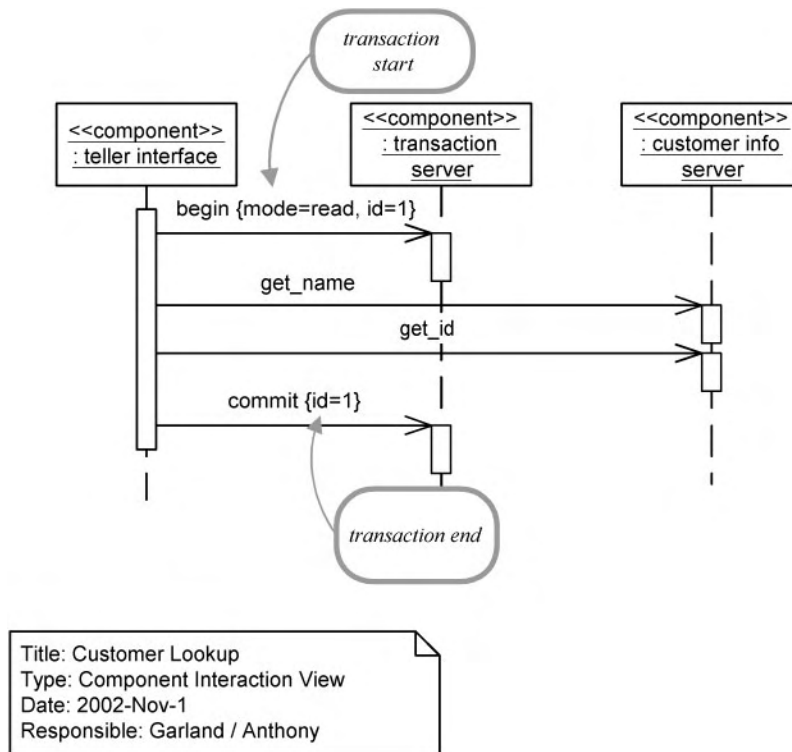 transaction
start
<<component>>
: teller interface
<<component>>
: transaction
server
<<component>>
: customer info
server
begin {mode=read, id=1}
get_name
get_id
commit {id=1}
transaction end
Title: Customer Lookup
Type: Component Interaction View
Date: 2002-Nov-1
Responsible: Garland / Anthony